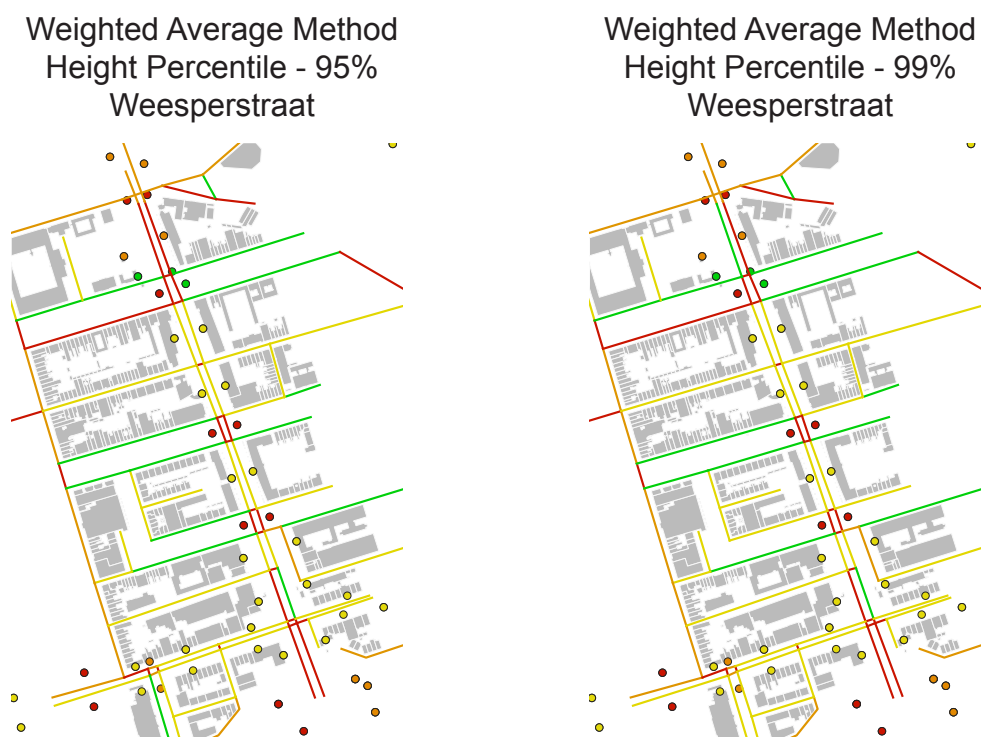 Weighted Average Method
Height Percentile - 95%
Weesperstraat
Weighted Average Method
Height Percentile - 99%
Weesperstraat